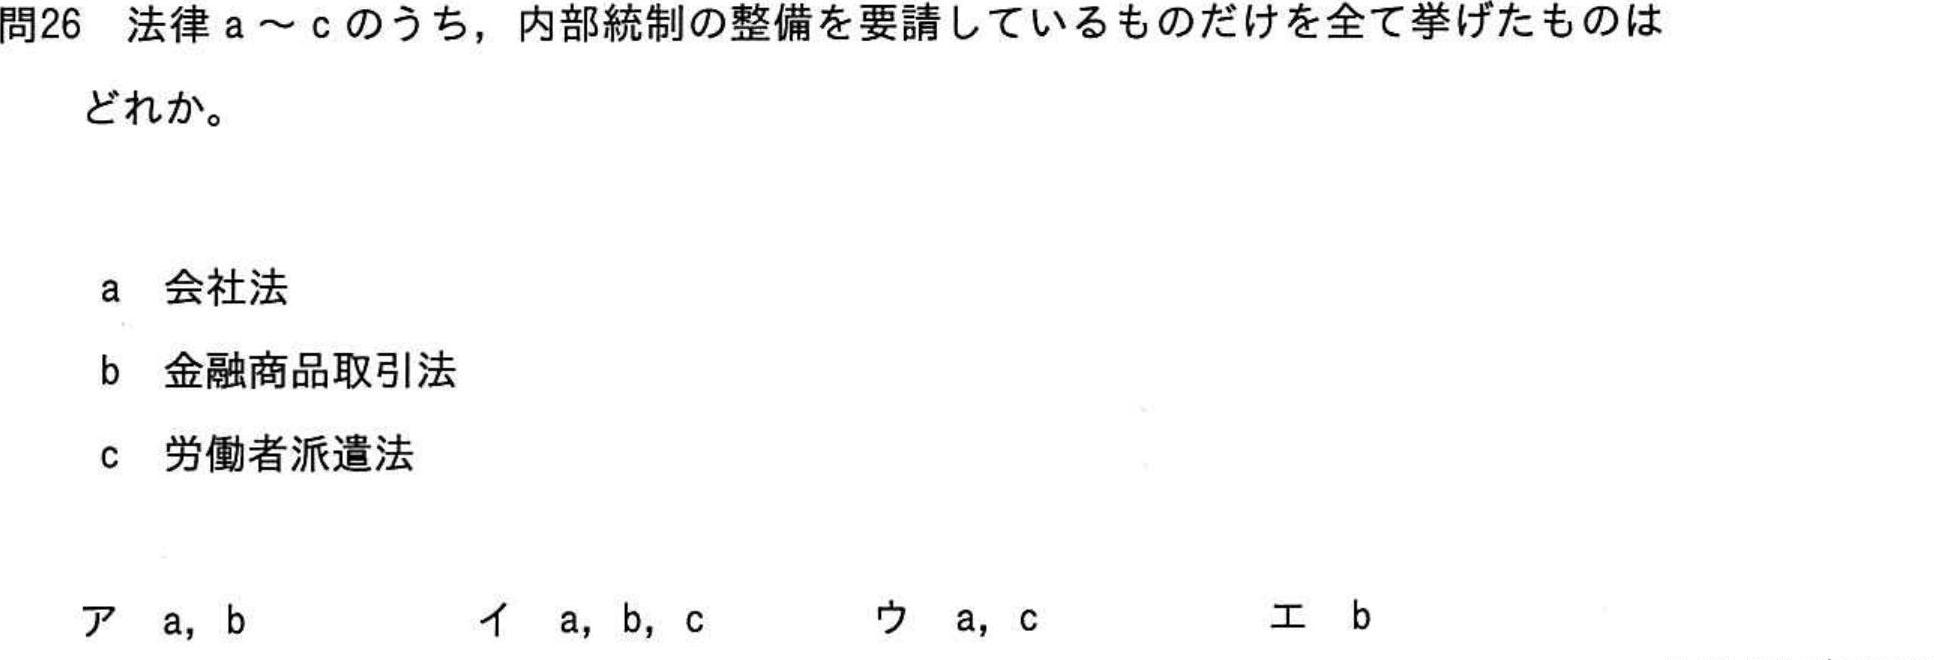 問26　法律 a ～ c のうち，内部統制の整備を要請しているものだけを全て挙げたものは
どれか。
a　会社法
b　金融商品取引法
c　労働者派遣法
ア　a，b　　イ　a，b，c　　ウ　a，c　　エ　b